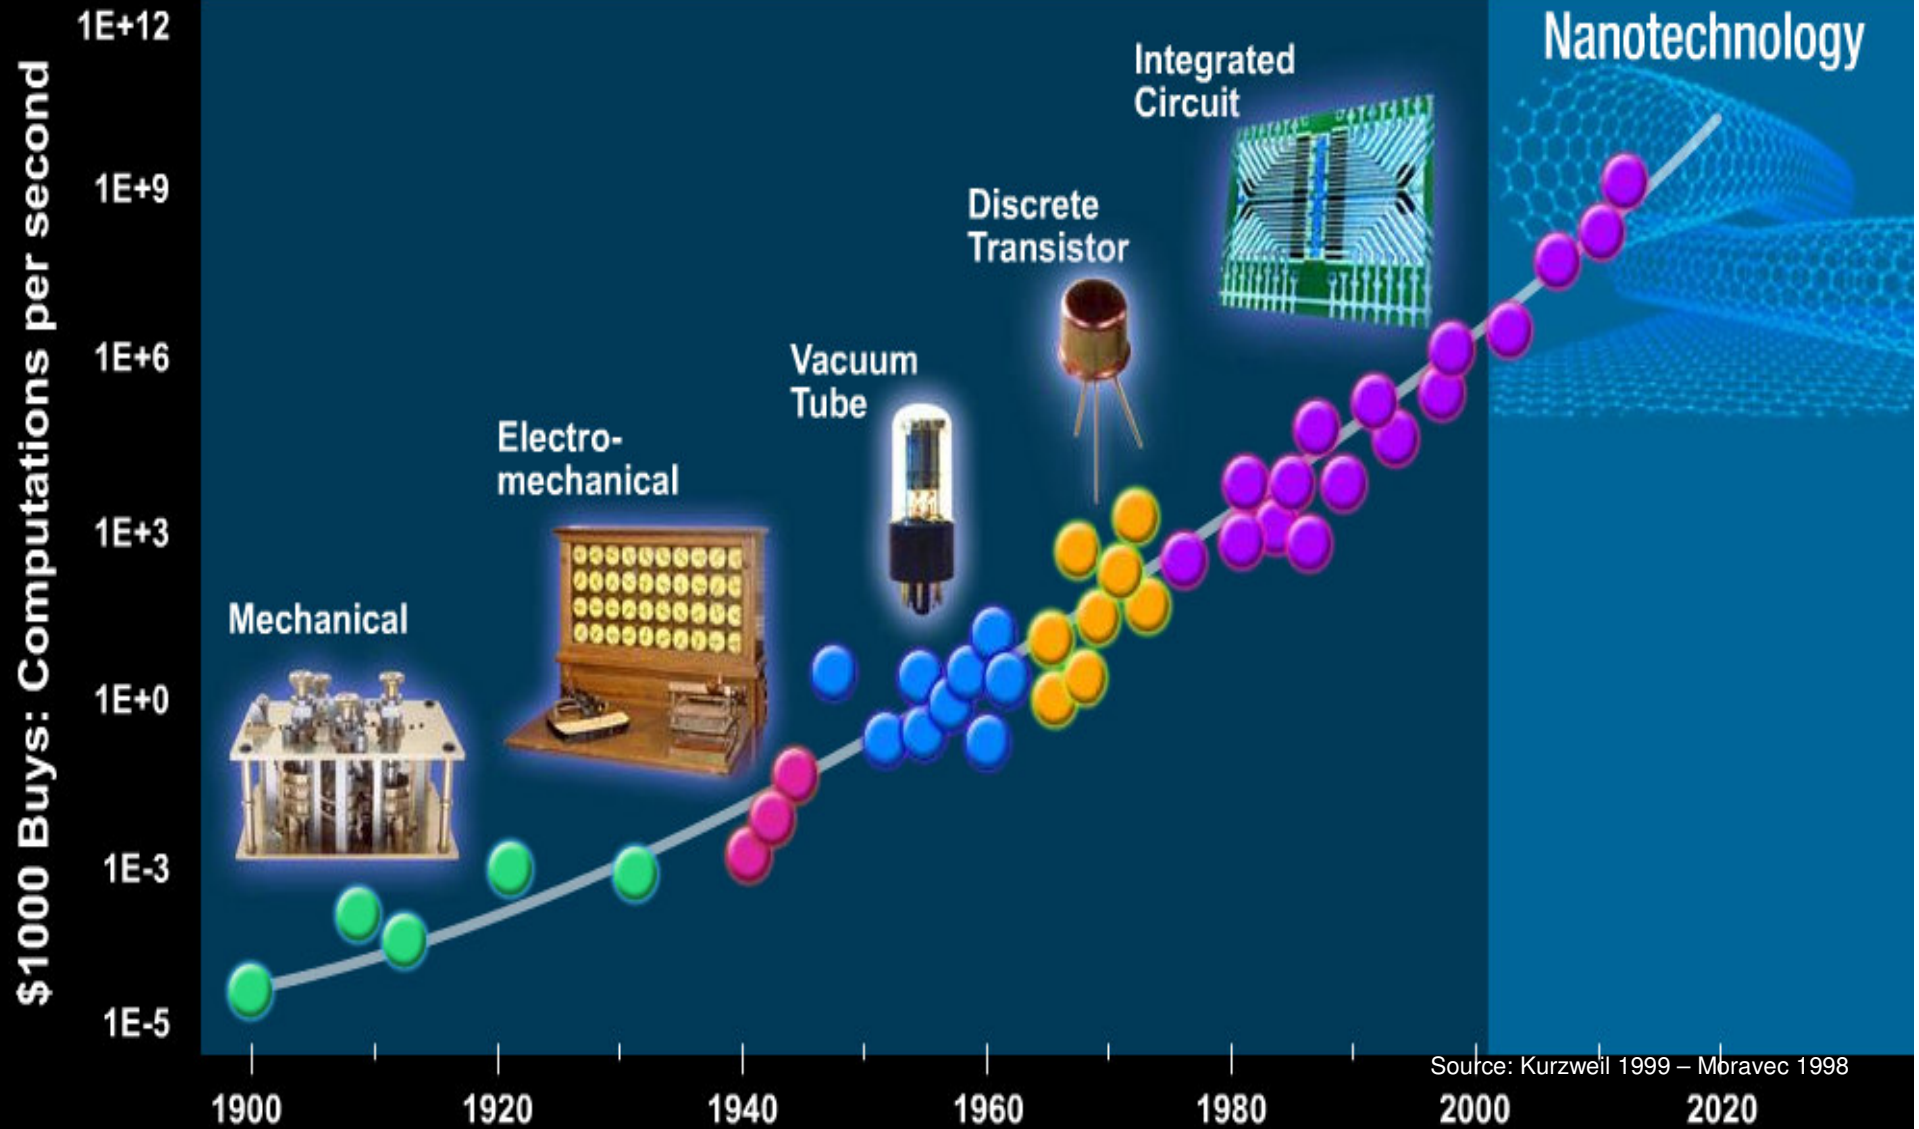 $1000 Buys: Computations per second
1E+12
1E+9
1E+6
1E+3
1E+0
1E-3
1E-5
Mechanical
Electro-
mechanical
Vacuum
Tube
Discrete
Transistor
Integrated
Circuit
Nanotechnology
Source: Kurzweil 1999 – Moravec 1998
1900 1920 1940 1960 1980 2000 2020